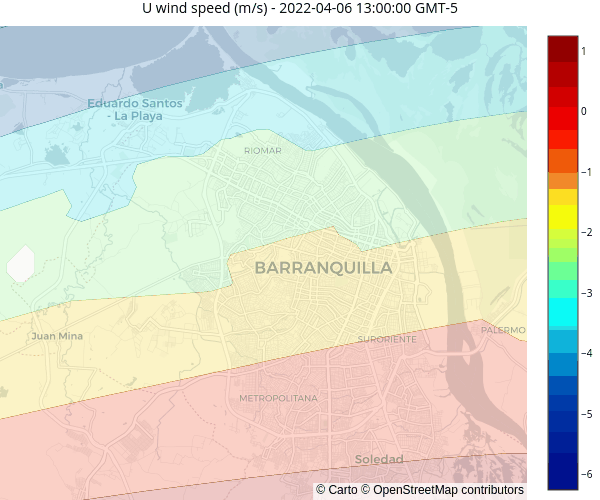 U wind speed (m/s) - 2022-04-06 13:00:00 GMT-5
Eduardo Santos
- La Playa
RIOMAR
BARRANQUILLA
Juan Mina
PALERMO
SURORIENTE
METROPOLITANA
Soledad
© Carto © OpenStreetMap contributors
1
0
−1
−2
−3
−4
−5
−6